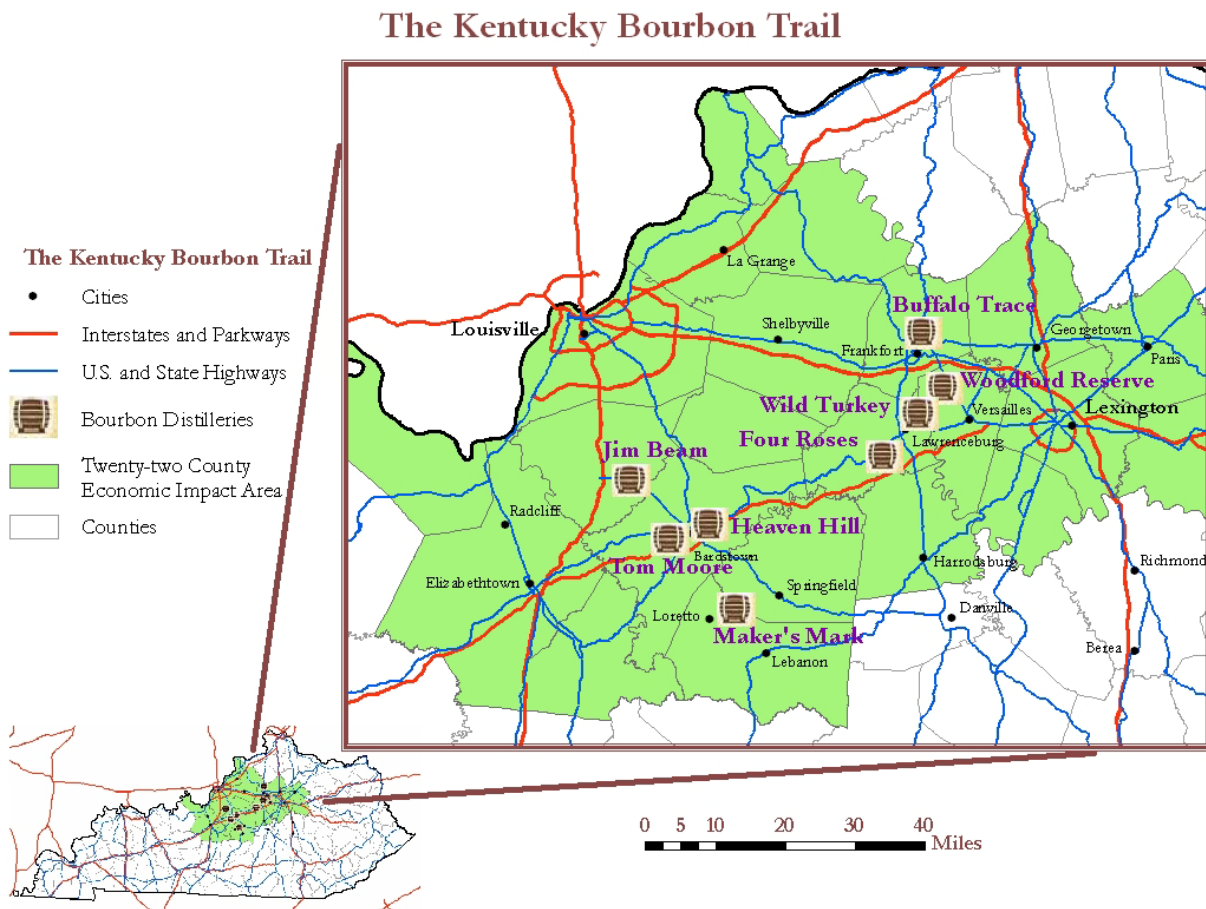 The Kentucky Bourbon Trail
The Kentucky Bourbon Trail
Cities
Interstates and Parkways
U.S. and State Highways
Bourbon Distilleries
Twenty-two County
Economic Impact Area
Counties
La Grange
Louisville
Shelbyville
Buffalo Trace
Frankfort
Georgetown
Paris
Woodford Reserve
Wild Turkey
Versailles
Lexington
Four Roses
Lawrenceburg
Jim Beam
Radcliff
Heaven Hill
Bardstown
Tom Moore
Elizabethtown
Harrodsburg
Richmond
Springfield
Loretto
Danville
Maker's Mark
Lebanon
Berea
0 5 10 20 30 40
Miles